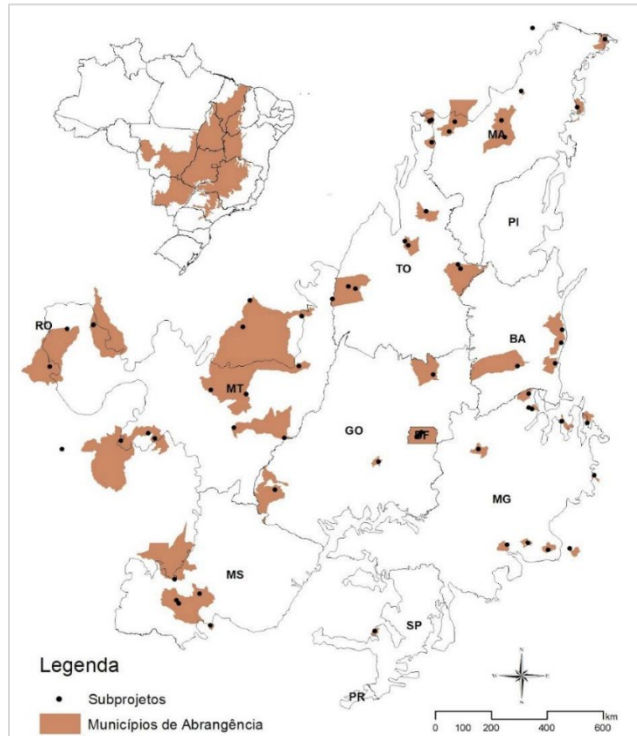 MA
PI
TO
RO
BA
MT
GO
DF
MG
MS
SP
PR
Legenda
Subprojetos
Municípios de Abrangência
N
W E
S
0 100 200 400 600
km